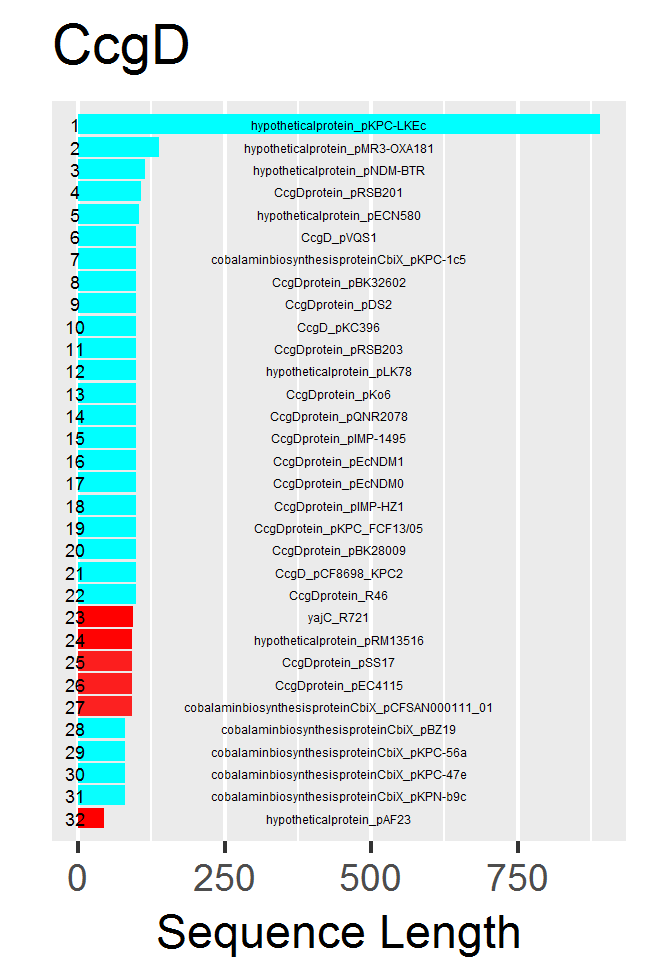 CcgD
1 hypotheticalprotein_pKPC-LKEc
2 hypotheticalprotein_pMR3-OXA181
3 hypotheticalprotein_pNDM-BTR
4 CcgDprotein_pRSB201
5 hypotheticalprotein_pECN580
6 CcgD_pVQS1
7 cobalaminbiosynthesisproteinCbiX_pKPC-1c5
8 CcgDprotein_pBK32602
9 CcgDprotein_pDS2
10 CcgD_pKC396
11 CcgDprotein_pRSB203
12 hypotheticalprotein_pLK78
13 CcgDprotein_pKo6
14 CcgDprotein_pQNR2078
15 CcgDprotein_pIMP-1495
16 CcgDprotein_pEcNDM1
17 CcgDprotein_pEcNDM0
18 CcgDprotein_pIMP-HZ1
19 CcgDprotein_pKPC_FCF13/05
20 CcgDprotein_pBK28009
21 CcgD_pCF8698_KPC2
22 CcgDprotein_R46
23 yajC_R721
24 hypotheticalprotein_pRM13516
25 CcgDprotein_pSS17
26 CcgDprotein_pEC4115
27 cobalaminbiosynthesisproteinCbiX_pCFSAN000111_01
28 cobalaminbiosynthesisproteinCbiX_pBZ19
29 cobalaminbiosynthesisproteinCbiX_pKPC-56a
30 cobalaminbiosynthesisproteinCbiX_pKPC-47e
31 cobalaminbiosynthesisproteinCbiX_pKPN-b9c
32 hypotheticalprotein_pAF23
0 250 500 750
Sequence Length